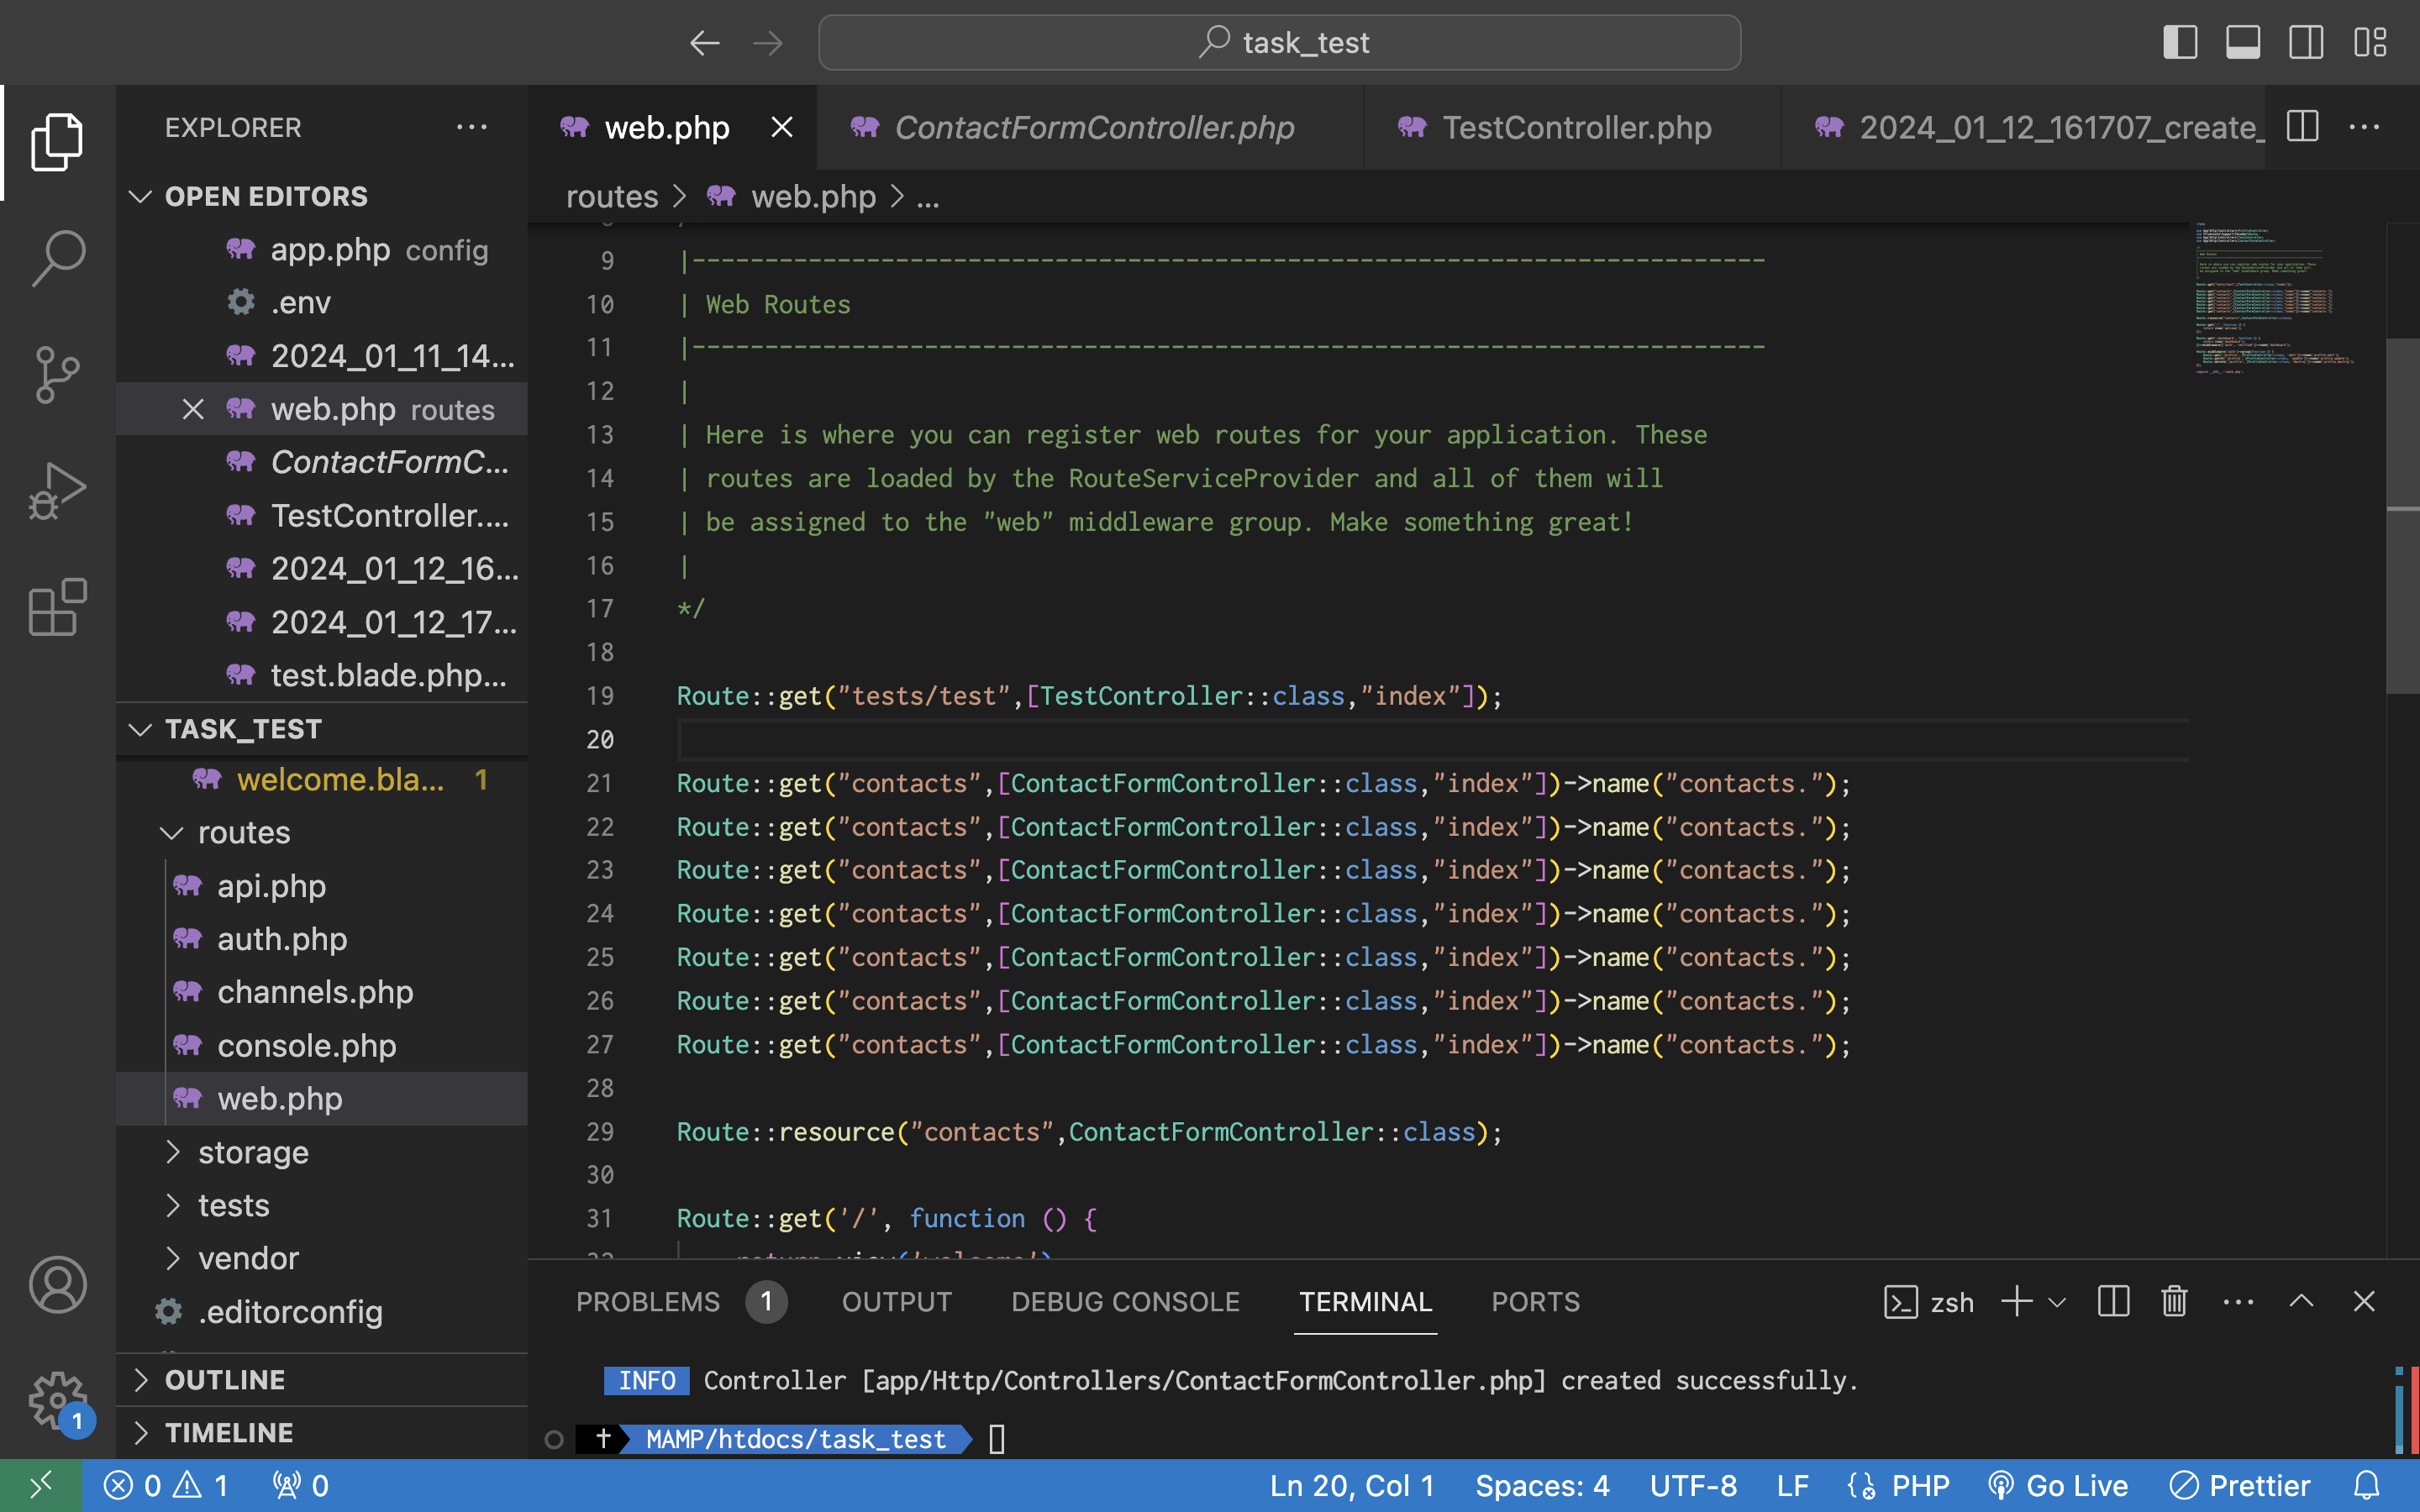 task_test
EXPLORER
OPEN EDITORS
app.php config
.env
2024_01_11_14...
web.php routes
ContactFormC...
TestController....
2024_01_12_16...
2024_01_12_17...
test.blade.php...
TASK_TEST
welcome.bla... 1
routes
api.php
auth.php
channels.php
console.php
web.php
storage
tests
vendor
.editorconfig
OUTLINE
TIMELINE
web.php ContactFormController.php TestController.php 2024_01_12_161707_create_
routes > web.php > ...
9 |--------------------------------------------------------------------------
10 | Web Routes
11 |--------------------------------------------------------------------------
12 |
13 | Here is where you can register web routes for your application. These
14 | routes are loaded by the RouteServiceProvider and all of them will
15 | be assigned to the "web" middleware group. Make something great!
16 |
17 */
18
19 Route::get("tests/test",[TestController::class,"index"]);
20
21 Route::get("contacts",[ContactFormController::class,"index"])->name("contacts.");
22 Route::get("contacts",[ContactFormController::class,"index"])->name("contacts.");
23 Route::get("contacts",[ContactFormController::class,"index"])->name("contacts.");
24 Route::get("contacts",[ContactFormController::class,"index"])->name("contacts.");
25 Route::get("contacts",[ContactFormController::class,"index"])->name("contacts.");
26 Route::get("contacts",[ContactFormController::class,"index"])->name("contacts.");
27 Route::get("contacts",[ContactFormController::class,"index"])->name("contacts.");
28
29 Route::resource("contacts",ContactFormController::class);
30
31 Route::get('/', function () {
32 return view('welcome')
PROBLEMS 1 OUTPUT DEBUG CONSOLE TERMINAL PORTS zsh
INFO Controller [app/Http/Controllers/ContactFormController.php] created successfully.
MAMP/htdocs/task_test
1
0 1 0 Ln 20, Col 1 Spaces: 4 UTF-8 LF PHP Go Live Prettier